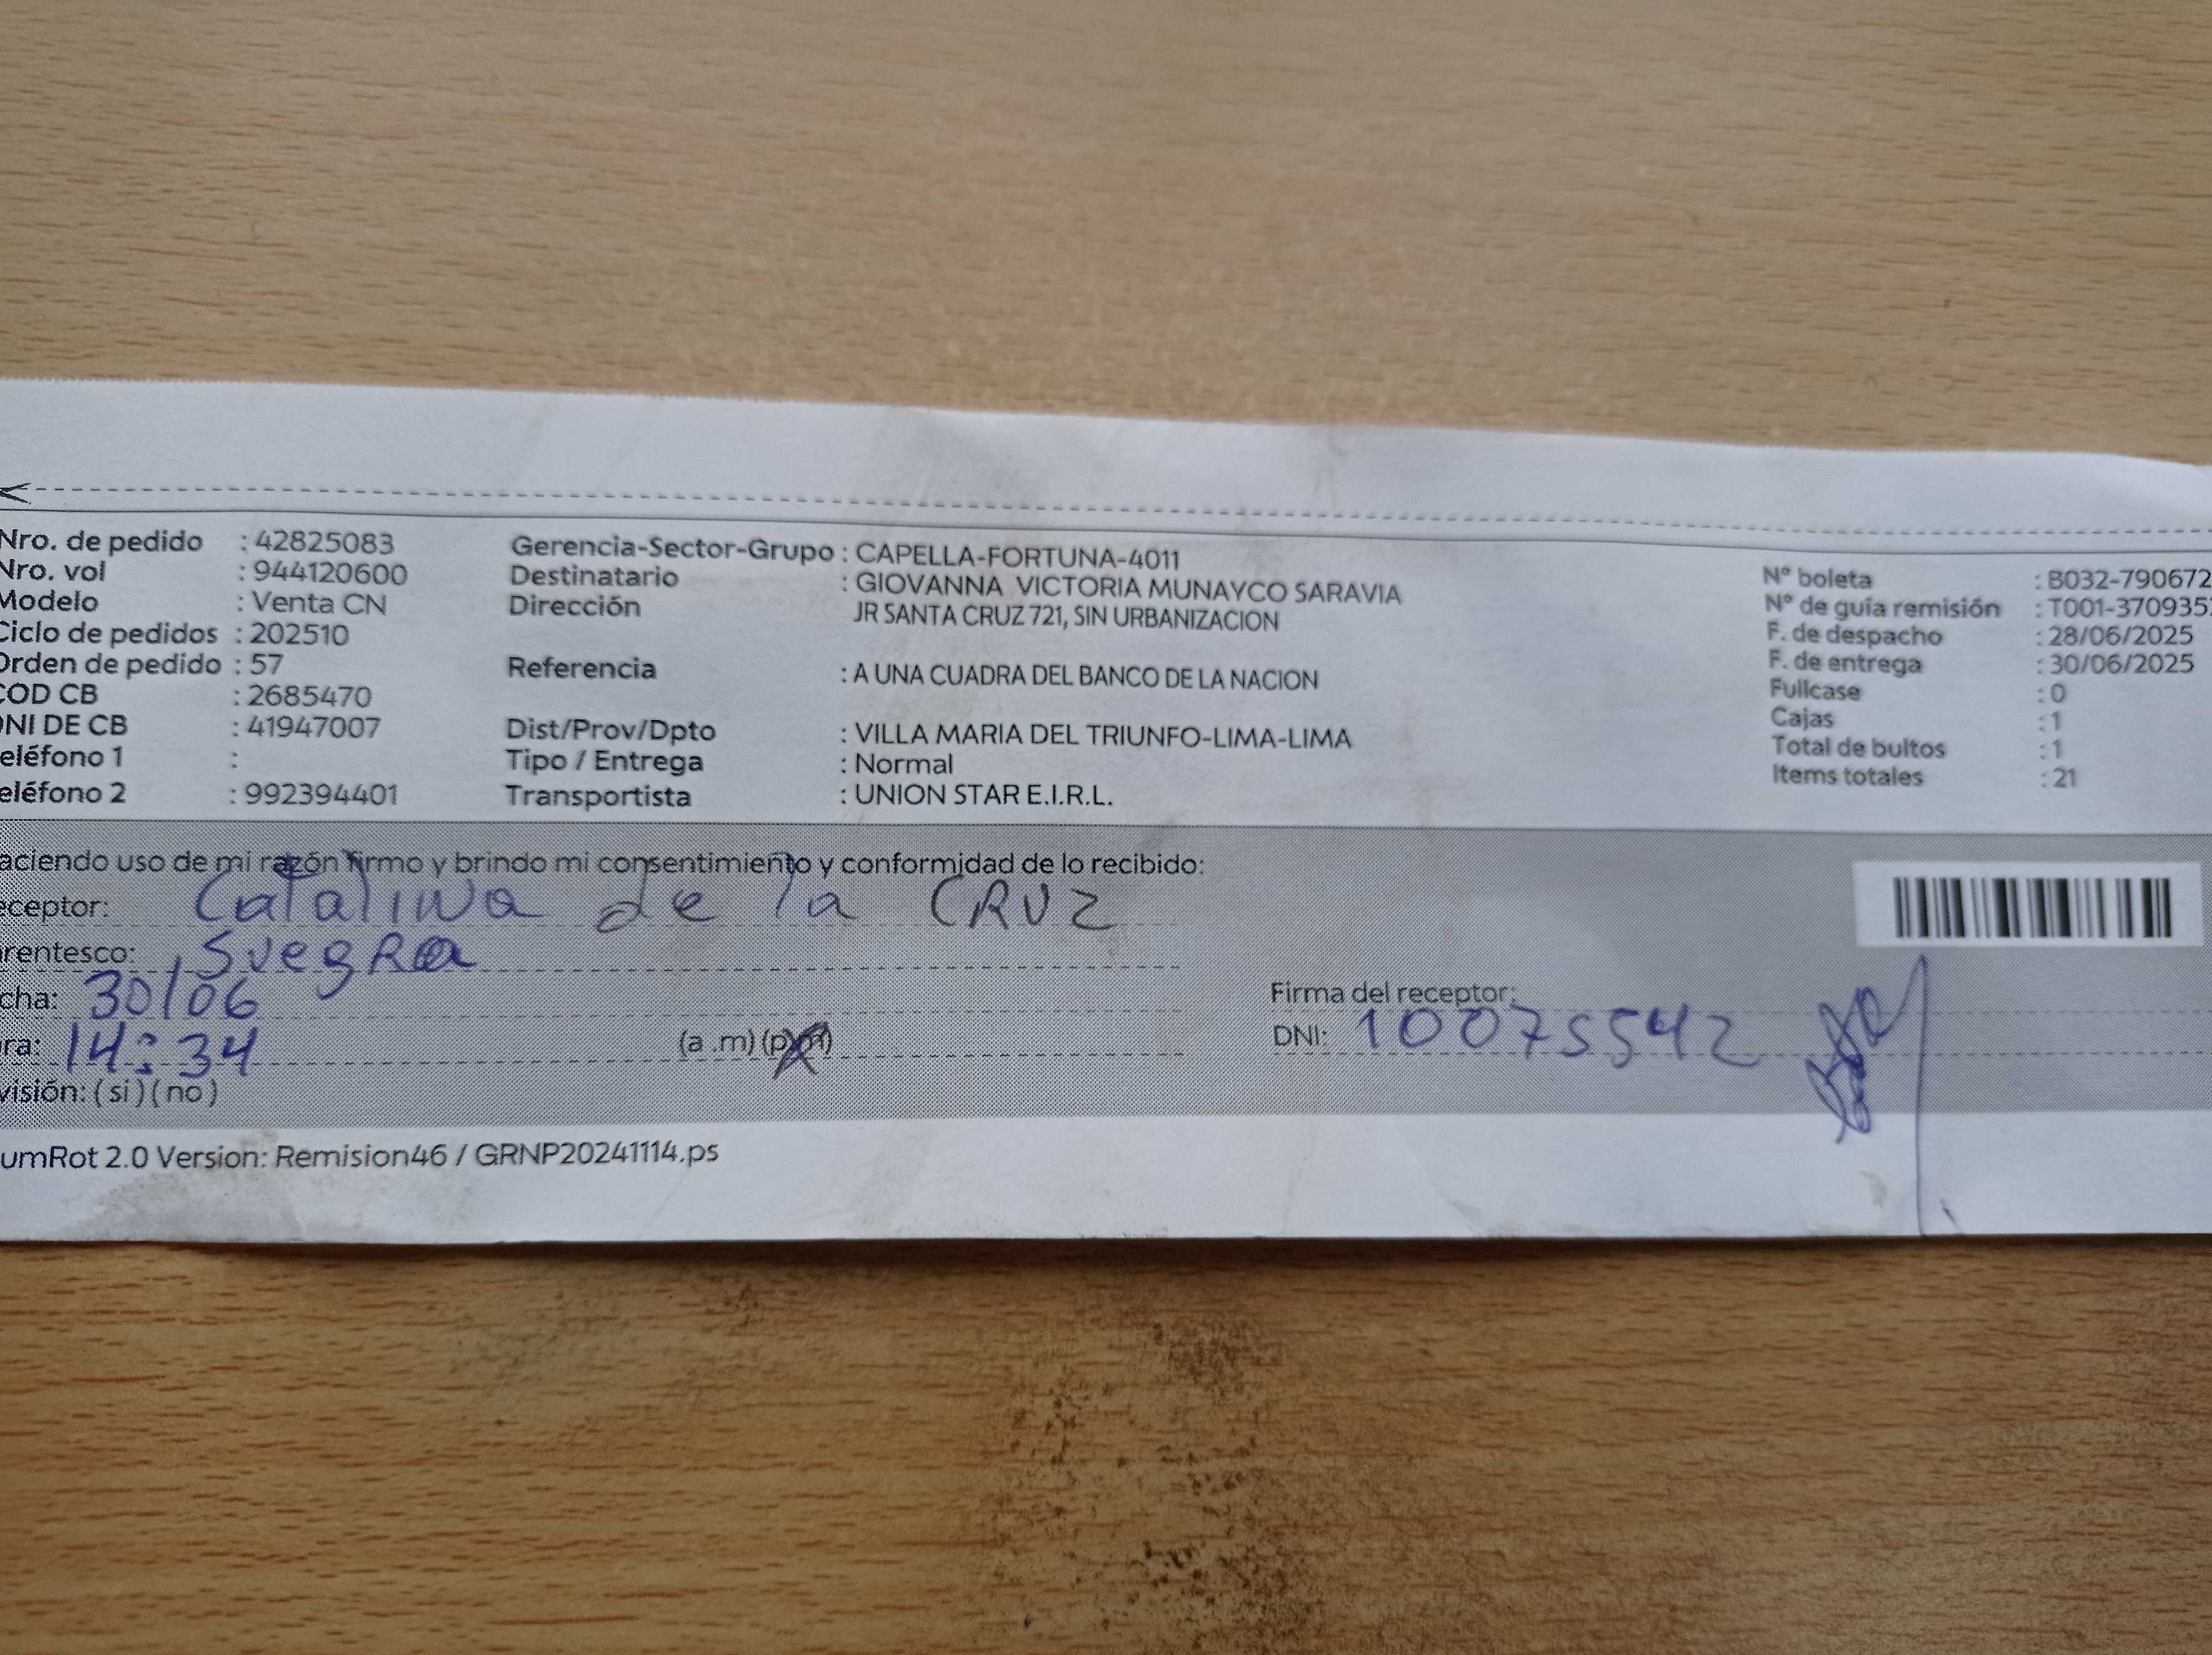 Nro. de pedido : 42825083 Gerencia-Sector-Grupo : CAPELLA-FORTUNA-4011
Nro. vol : 944120600 Destinatario : GIOVANNA VICTORIA MUNAYCO SARAVIA Nº boleta : B032-790672
Modelo : Venta CN Dirección JR SANTA CRUZ 721, SIN URBANIZACION Nº de guía remisión : T001-370935
Ciclo de pedidos : 202510 F. de despacho : 28/06/2025
Orden de pedido : 57 Referencia : A UNA CUADRA DEL BANCO DE LA NACION F. de entrega : 30/06/2025
COD CB : 2685470 Fullcase : 0
DNI DE CB : 41947007 Dist/Prov/Dpto : VILLA MARIA DEL TRIUNFO-LIMA-LIMA Cajas : 1
eléfono 1 : Tipo / Entrega : Normal Total de bultos : 1
eléfono 2 : 992394401 Transportista : UNION STAR E.I.R.L. Items totales : 21
aciendo uso de mi razón firmo y brindo mi consentimiento y conformidad de lo recibido:
eceptor: Catalina de la CRUZ
rentesco: SuegRa
cha: 30/06 Firma del receptor:
ra: 14:34 (a .m) (p.m) DNI: 10075542
visión: ( si ) ( no )
umRot 2.0 Version: Remision46 / GRNP20241114.ps